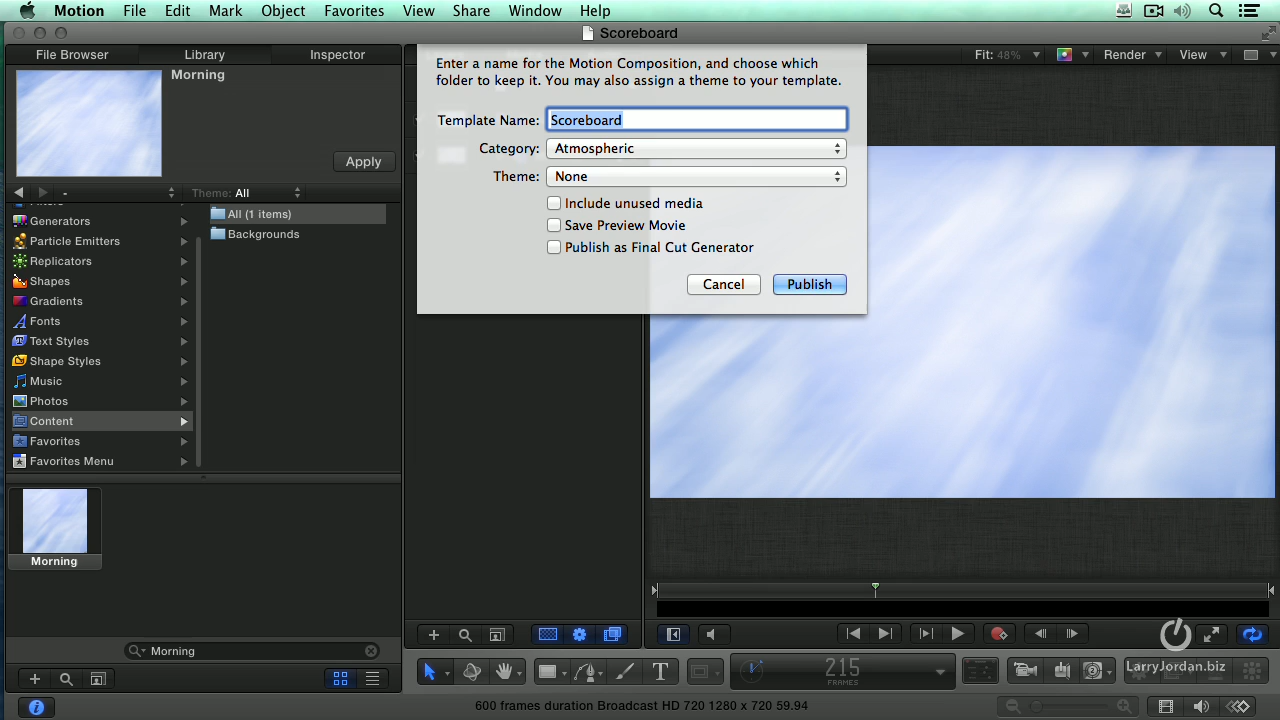 Motion File Edit Mark Object Favorites View Share Window Help
Scoreboard
File Browser Library Inspector
Fit: 48% Render View
Morning
Apply
Theme: All
Generators
Particle Emitters
Replicators
Shapes
Gradients
Fonts
Text Styles
Shape Styles
Music
Photos
Content
Favorites
Favorites Menu
All (1 items)
Backgrounds
Morning
Morning
Enter a name for the Motion Composition, and choose which
folder to keep it. You may also assign a theme to your template.
Template Name: Scoreboard
Category: Atmospheric
Theme: None
Include unused media
Save Preview Movie
Publish as Final Cut Generator
Cancel Publish
T
215
FRAMES
LarryJordan.biz
600 frames duration Broadcast HD 720 1280 x 720 59.94